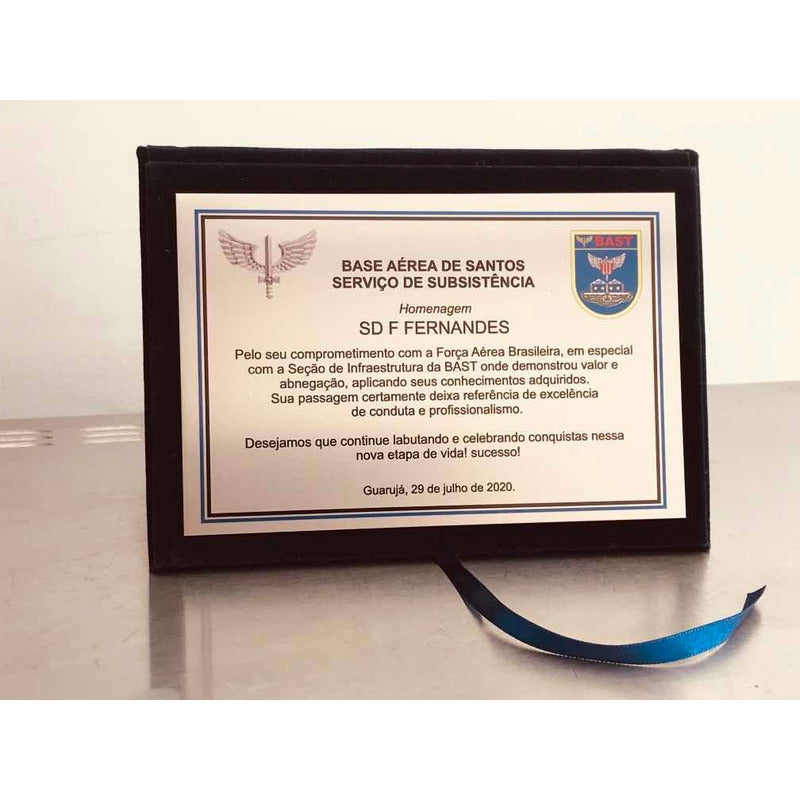 BAST
BASE AÉREA DE SANTOS
SERVIÇO DE SUBSISTÊNCIA
Homenagem
SD F FERNANDES
Pelo seu comprometimento com a Força Aérea Brasileira, em especial
com a Seção de Infraestrutura da BAST onde demonstrou valor e
abnegação, aplicando seus conhecimentos adquiridos.
Sua passagem certamente deixa referência de excelência
de conduta e profissionalismo.
Desejamos que continue labutando e celebrando conquistas nessa
nova etapa de vida! sucesso!
Guarujá, 29 de julho de 2020.